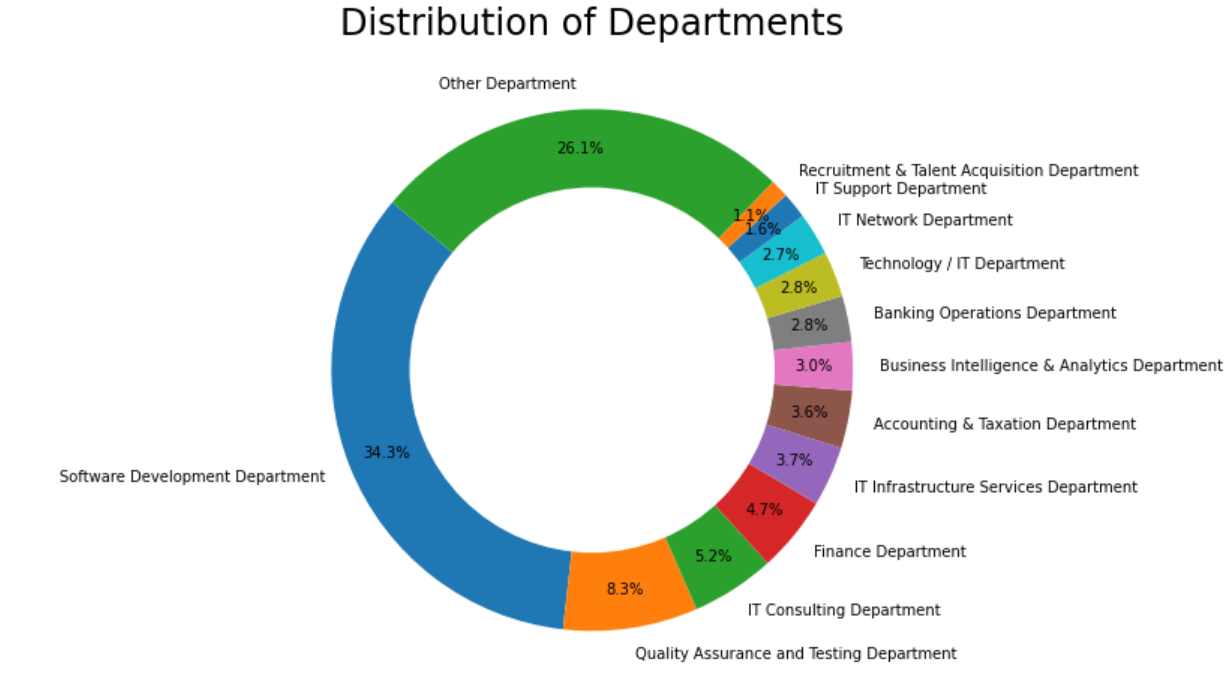 Distribution of Departments
Other Department
26.1%
Recruitment & Talent Acquisition Department
1.1%
IT Support Department
1.6%
IT Network Department
2.7%
Technology / IT Department
2.8%
Banking Operations Department
2.8%
Business Intelligence & Analytics Department
3.0%
Accounting & Taxation Department
3.6%
IT Infrastructure Services Department
3.7%
Finance Department
4.7%
IT Consulting Department
5.2%
Quality Assurance and Testing Department
8.3%
Software Development Department
34.3%